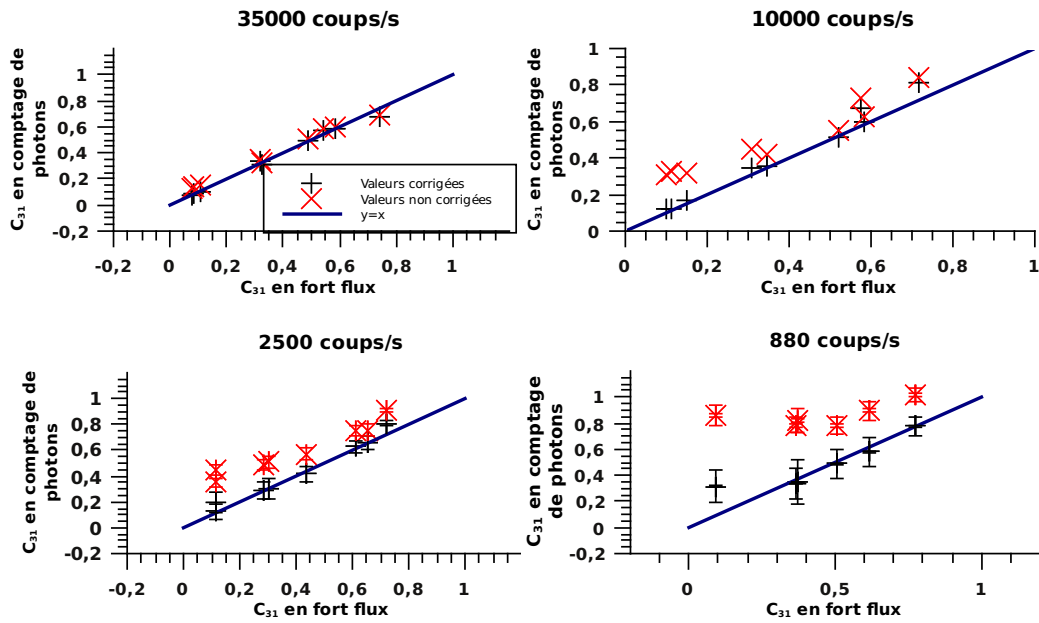 35000 coups/s
C₃₁ en comptage de
photons
1
0,8
0,6
0,4
0,2
0
-0,2
-0,2 0 0,2 0,4 0,6 0,8 1
C₃₁ en fort flux
Valeurs corrigées
Valeurs non corrigées
y=x
10000 coups/s
C₃₁ en comptage de
photons
1
0,8
0,6
0,4
0,2
0
0 0,2 0,4 0,6 0,8 1
C₃₁ en fort flux
2500 coups/s
C₃₁ en comptage de
photons
1
0,8
0,6
0,4
0,2
0
-0,2
-0,2 0 0,2 0,4 0,6 0,8 1
C₃₁ en fort flux
880 coups/s
C₃₁ en comptage
de photons
1
0,8
0,6
0,4
0,2
0
-0,2
0 0,5 1
C₃₁ en fort flux